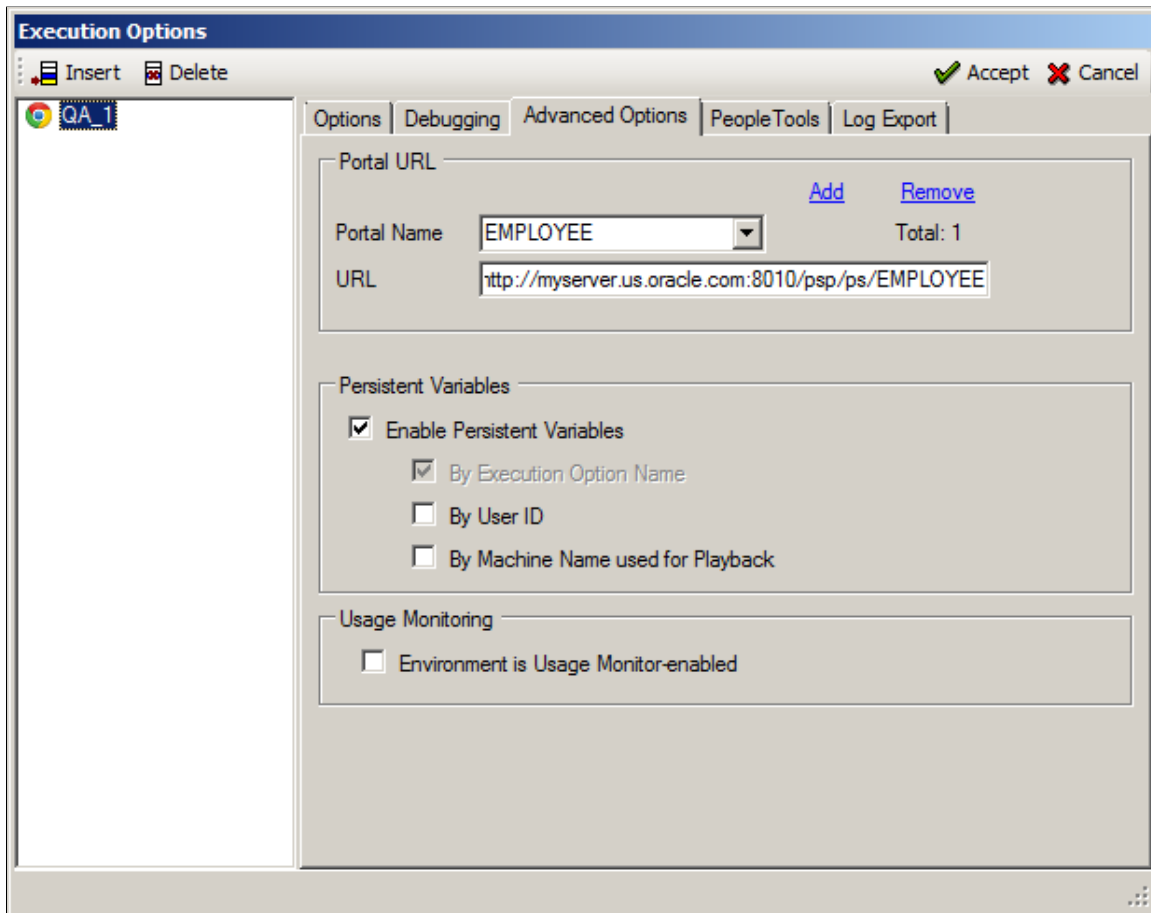 Execution Options
Insert Delete Accept Cancel
QA_1
Options Debugging Advanced Options PeopleTools Log Export
Portal URL
Add Remove
Portal Name EMPLOYEE Total: 1
URL http://myserver.us.oracle.com:8010/psp/ps/EMPLOYEE
Persistent Variables
Enable Persistent Variables
By Execution Option Name
By User ID
By Machine Name used for Playback
Usage Monitoring
Environment is Usage Monitor-enabled